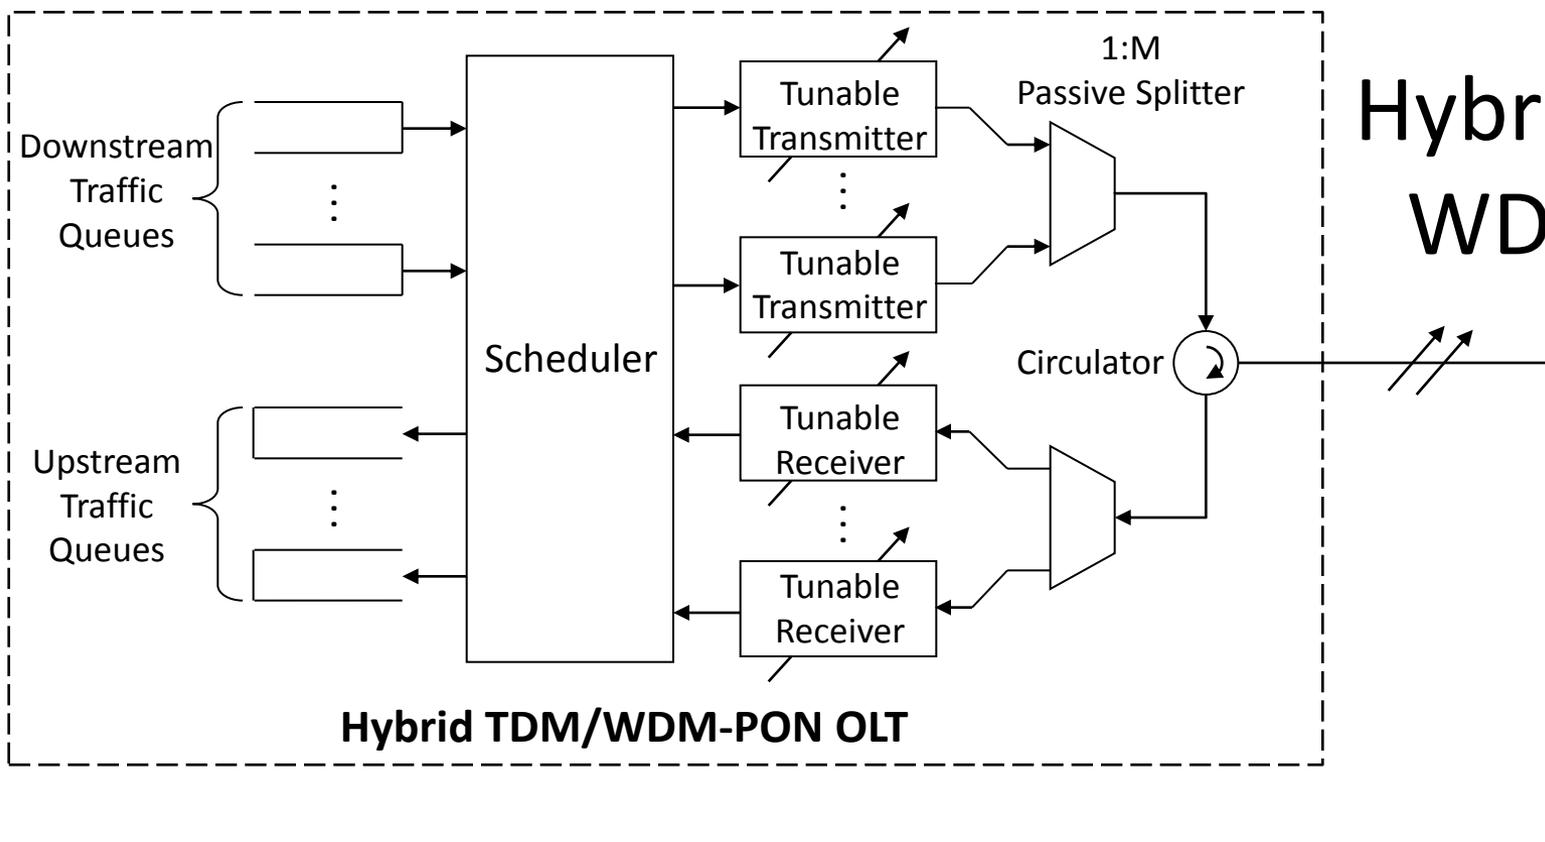 1:M
Passive Splitter
Tunable
Transmitter
Downstream
Traffic
Queues
Tunable
Transmitter
Scheduler
Circulator
Tunable
Receiver
Upstream
Traffic
Queues
Tunable
Receiver
Hybrid TDM/WDM-PON OLT
Hybr
WD